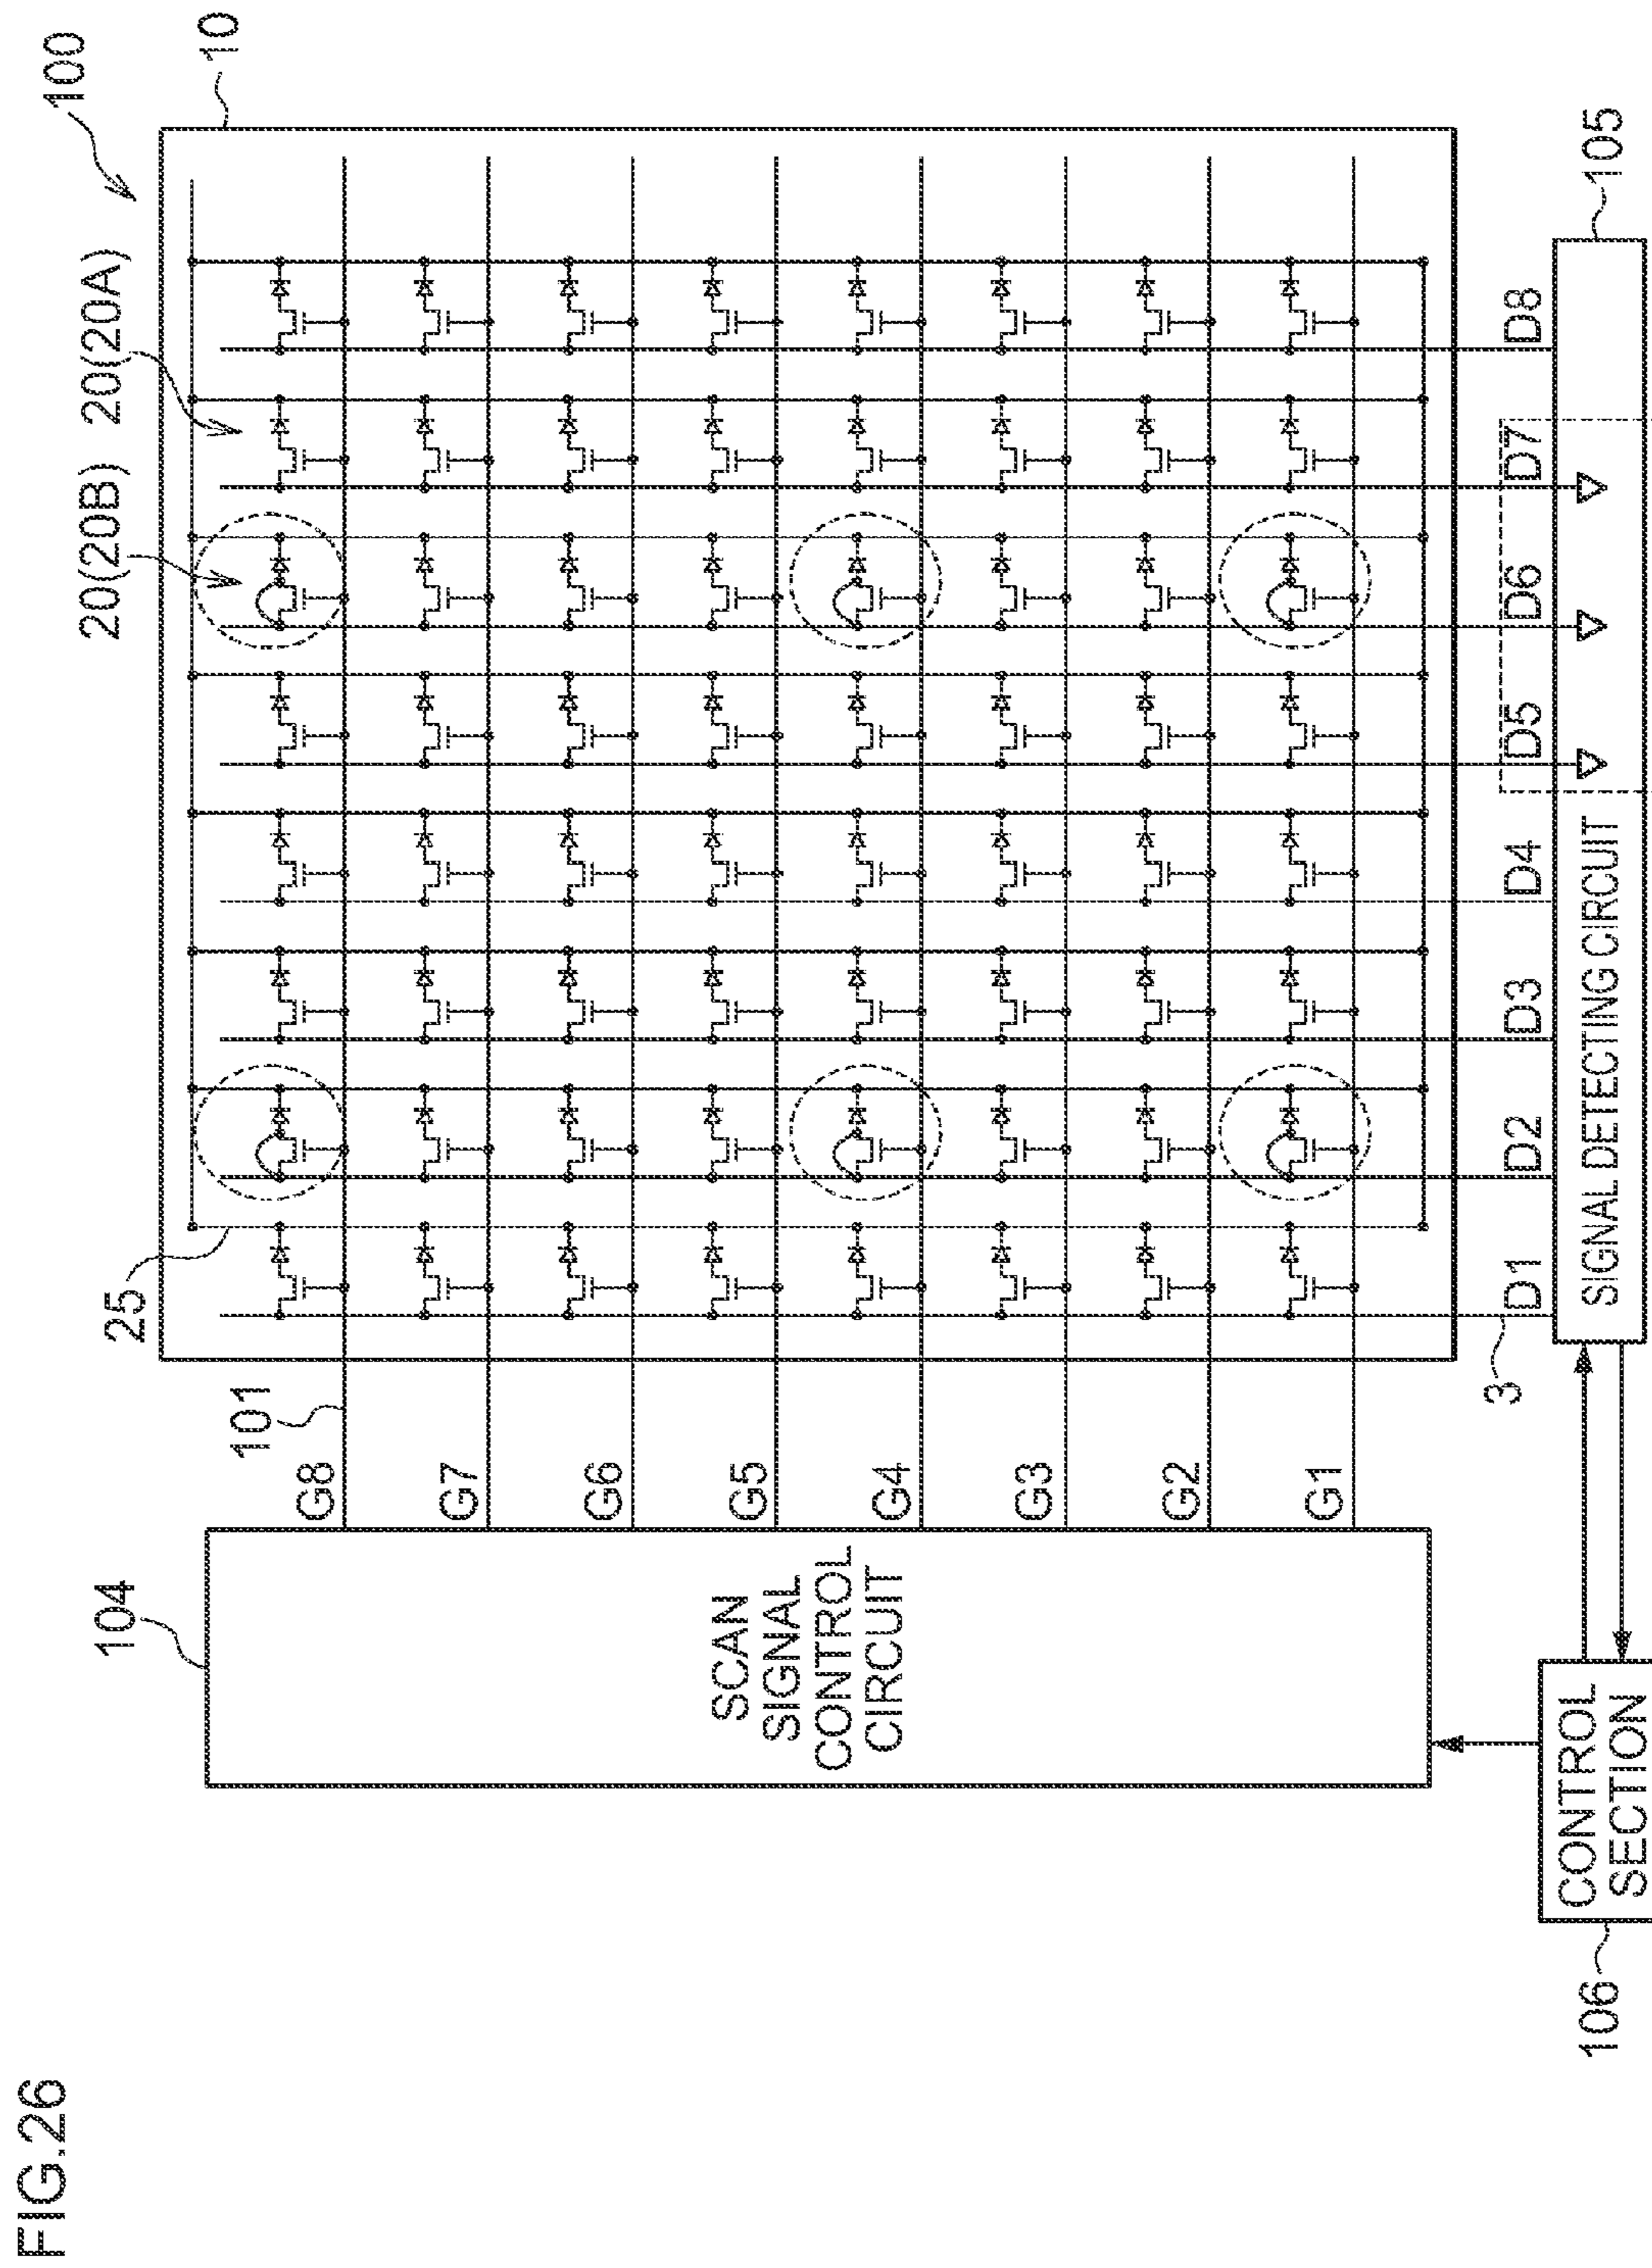 FIG.26
100
10
20(20A)
20(20B)
25
101
104
G8
G7
G6
G5
G4
G3
G2
G1
SCAN
SIGNAL
CONTROL
CIRCUIT
D1
D2
D3
D4
D5
D6
D7
D8
3
SIGNAL DETECTING CIRCUIT
105
CONTROL
SECTION
106